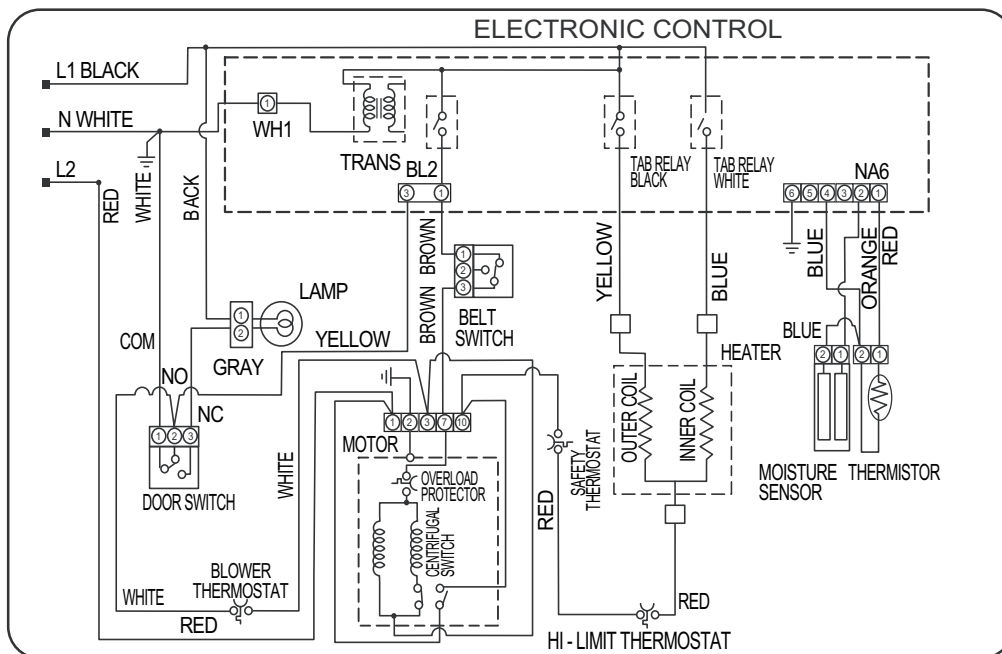 ELECTRONIC CONTROL
L1 BLACK
N WHITE
L2
RED
WHITE
B ACK
1
WH1
TRANS
BL2
3 1
TAB RELAY
BLACK
TAB RELAY
WHITE
NA6
6 5 4 3 2 1
BROWN
BROWN
YELLOW
BLUE
BLUE
ORANGE
RED
1
2
3
BELT
SWITCH
LAMP
1
2
GRAY
YELLOW
COM
NO
NC
1 2 3
DOOR SWITCH
MOTOR
1 2 3 7 10
OVERLOAD
PROTECTOR
CENTRIFUGAL
SWITCH
WHITE
WHITE
BLOWER
THERMOSTAT
RED
RED
SAFETY
THERMOSTAT
HEATER
OUTER COIL
INNER COIL
RED
HI - LIMIT THERMOSTAT
BLUE
2 1 2 1
MOISTURE
SENSOR
THERMISTOR